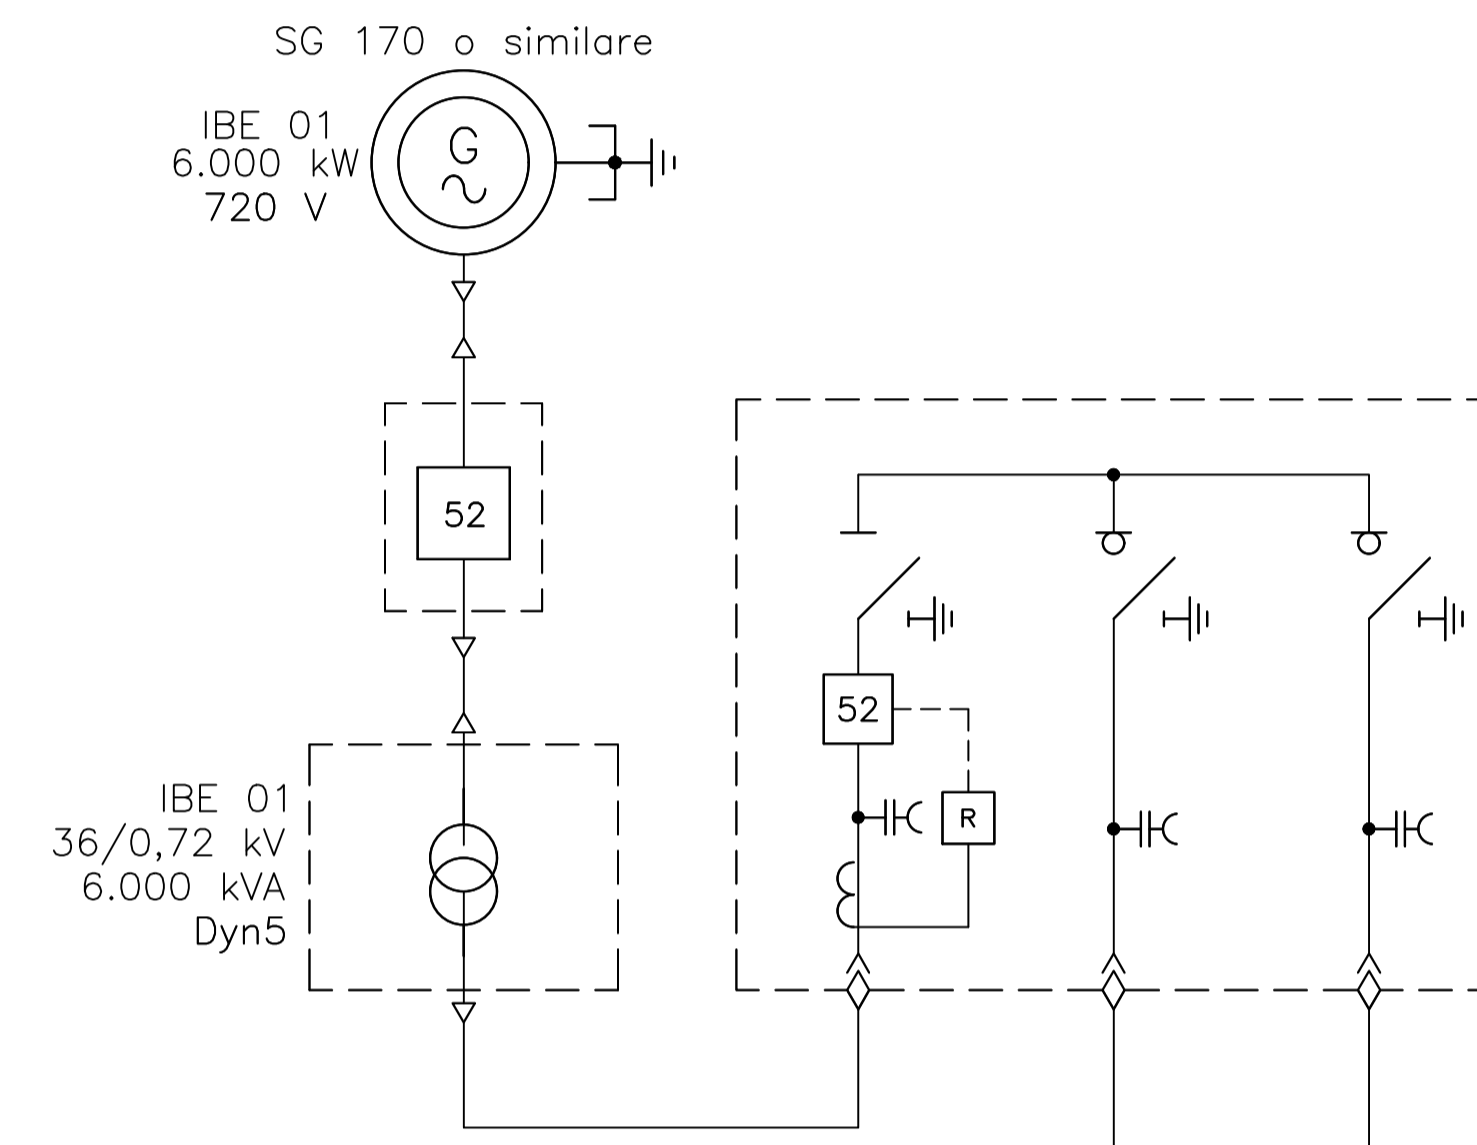 SG 170 o similare
IBE 01
6.000 kW
720 V
G
52
52
R
IBE 01
36/0,72 kV
6.000 kVA
Dyn5